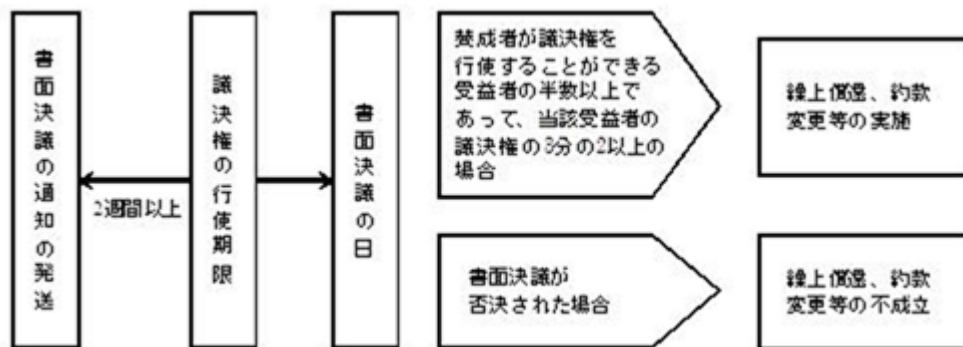 書面決議の通知の発送
2週間以上
議決権の行使期限
書面決議の日
賛成者が議決権を
行使することができる
受益者の半数以上で
あって、当該受益者の
議決権の3分の2以上の
場合
繰上償還、約款
変更等の実施
書面決議が
否決された場合
繰上償還、約款
変更等の不成立